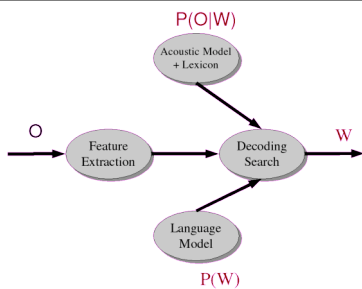 P(O|W)
Acoustic Model
+ Lexicon
O
Feature
Extraction
Decoding
Search
W
Language
Model
P(W)